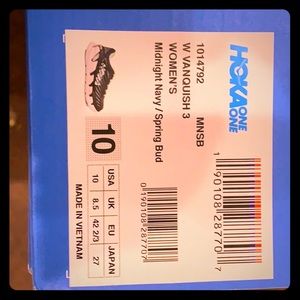 HOKA ONE ONE
1014792 MNSB
W VANQUISH 3
WOMEN'S
Midnight Navy / Spring Bud
1 90108 28770 7
0190108287707
10
USA UK EU JAPAN
10 8.5 42 2/3 27
MADE IN VIETNAM